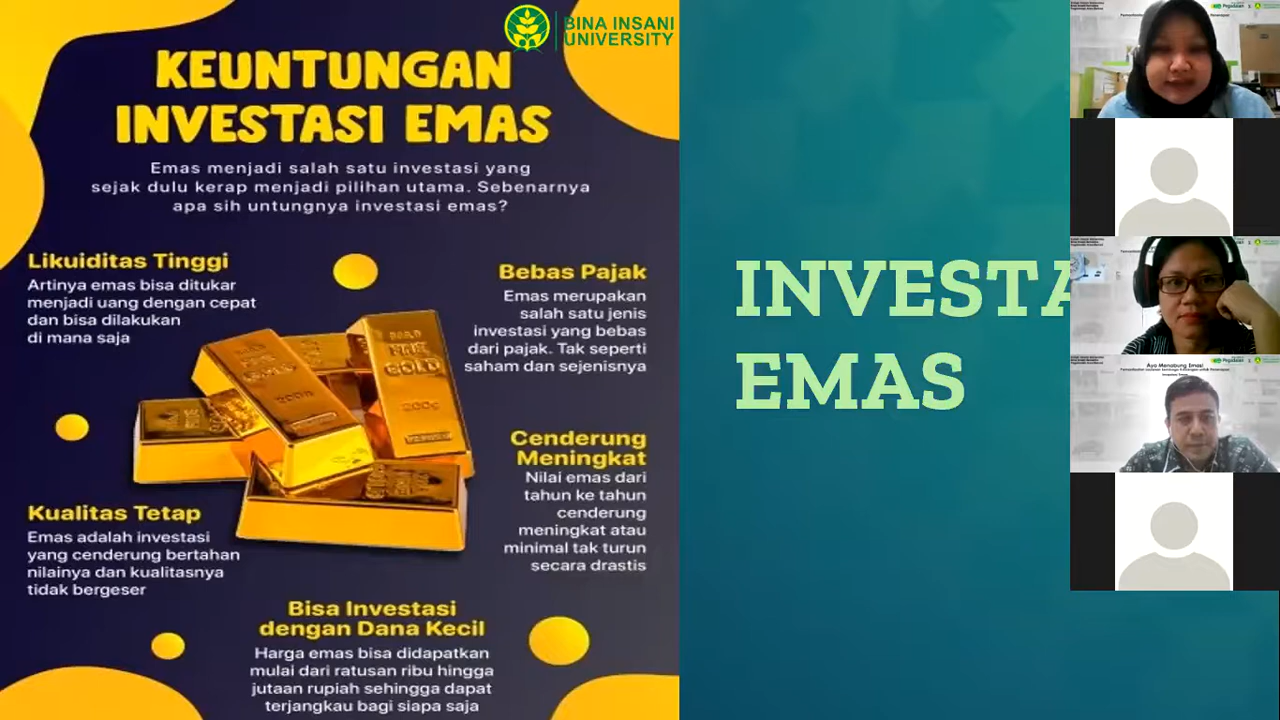 BINA INSANI
UNIVERSITY
KEUNTUNGAN
INVESTASI EMAS
Emas menjadi salah satu investasi yang
sejak dulu kerap menjadi pilihan utama. Sebenarnya
apa sih untungnya investasi emas?
Likuiditas Tinggi
Artinya emas bisa ditukar
menjadi uang dengan cepat
dan bisa dilakukan
di mana saja
Bebas Pajak
Emas merupakan
salah satu jenis
investasi yang bebas
dari pajak. Tak seperti
saham dan sejenisnya
FINE
GOLD
Cenderung
Meningkat
Nilai emas dari
tahun ke tahun
cenderung
meningkat atau
minimal tak turun
secara drastis
Kualitas Tetap
Emas adalah investasi
yang cenderung bertahan
nilainya dan kualitasnya
tidak bergeser
Bisa Investasi
dengan Dana Kecil
Harga emas bisa didapatkan
mulai dari ratusan ribu hingga
jutaan rupiah sehingga dapat
terjangkau bagi siapa saja
INVESTA
EMAS
Pegadaian
Ayo Menabung Emas!